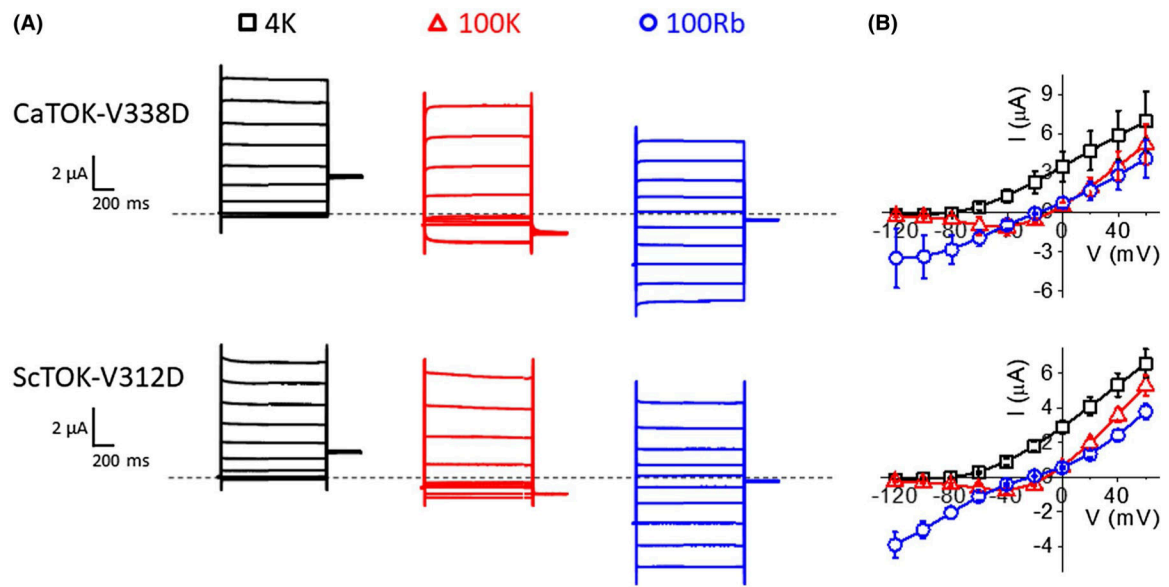 (A) 4K 100K 100Rb (B)
CaTOK-V338D
2 µA
200 ms
I (µA)
9
6
3
0
-120 -80 -40 0 40
-3
V (mV)
-6
ScTOK-V312D
2 µA
200 ms
I (µA)
6
4
2
0
-120 -80 -40 0 40
-2
V (mV)
-4